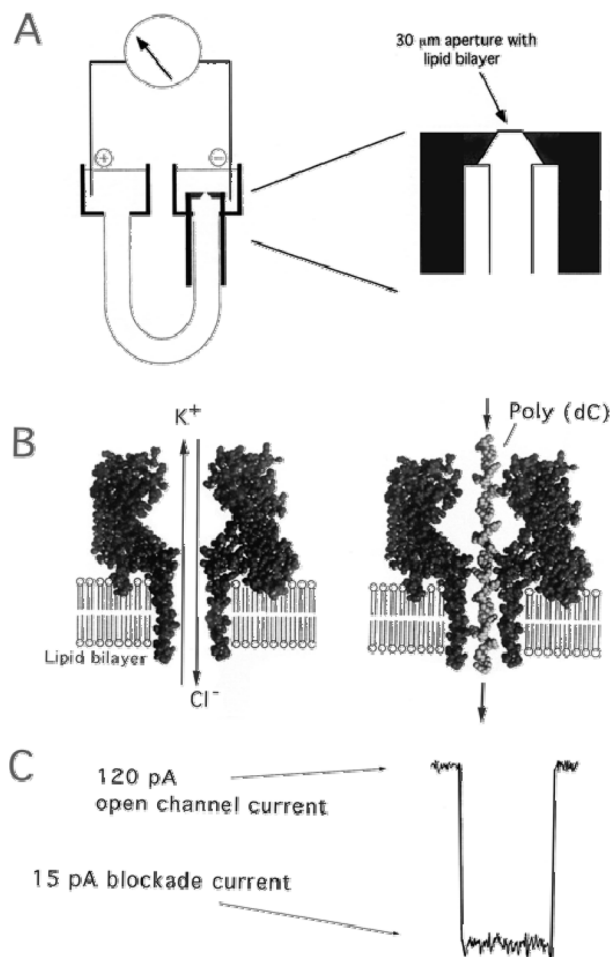 A
30 μm aperture with
lipid bilayer
+
−
B
K+
Poly (dC)
Lipid bilayer
Cl-
C
120 pA
open channel current
15 pA blockade current